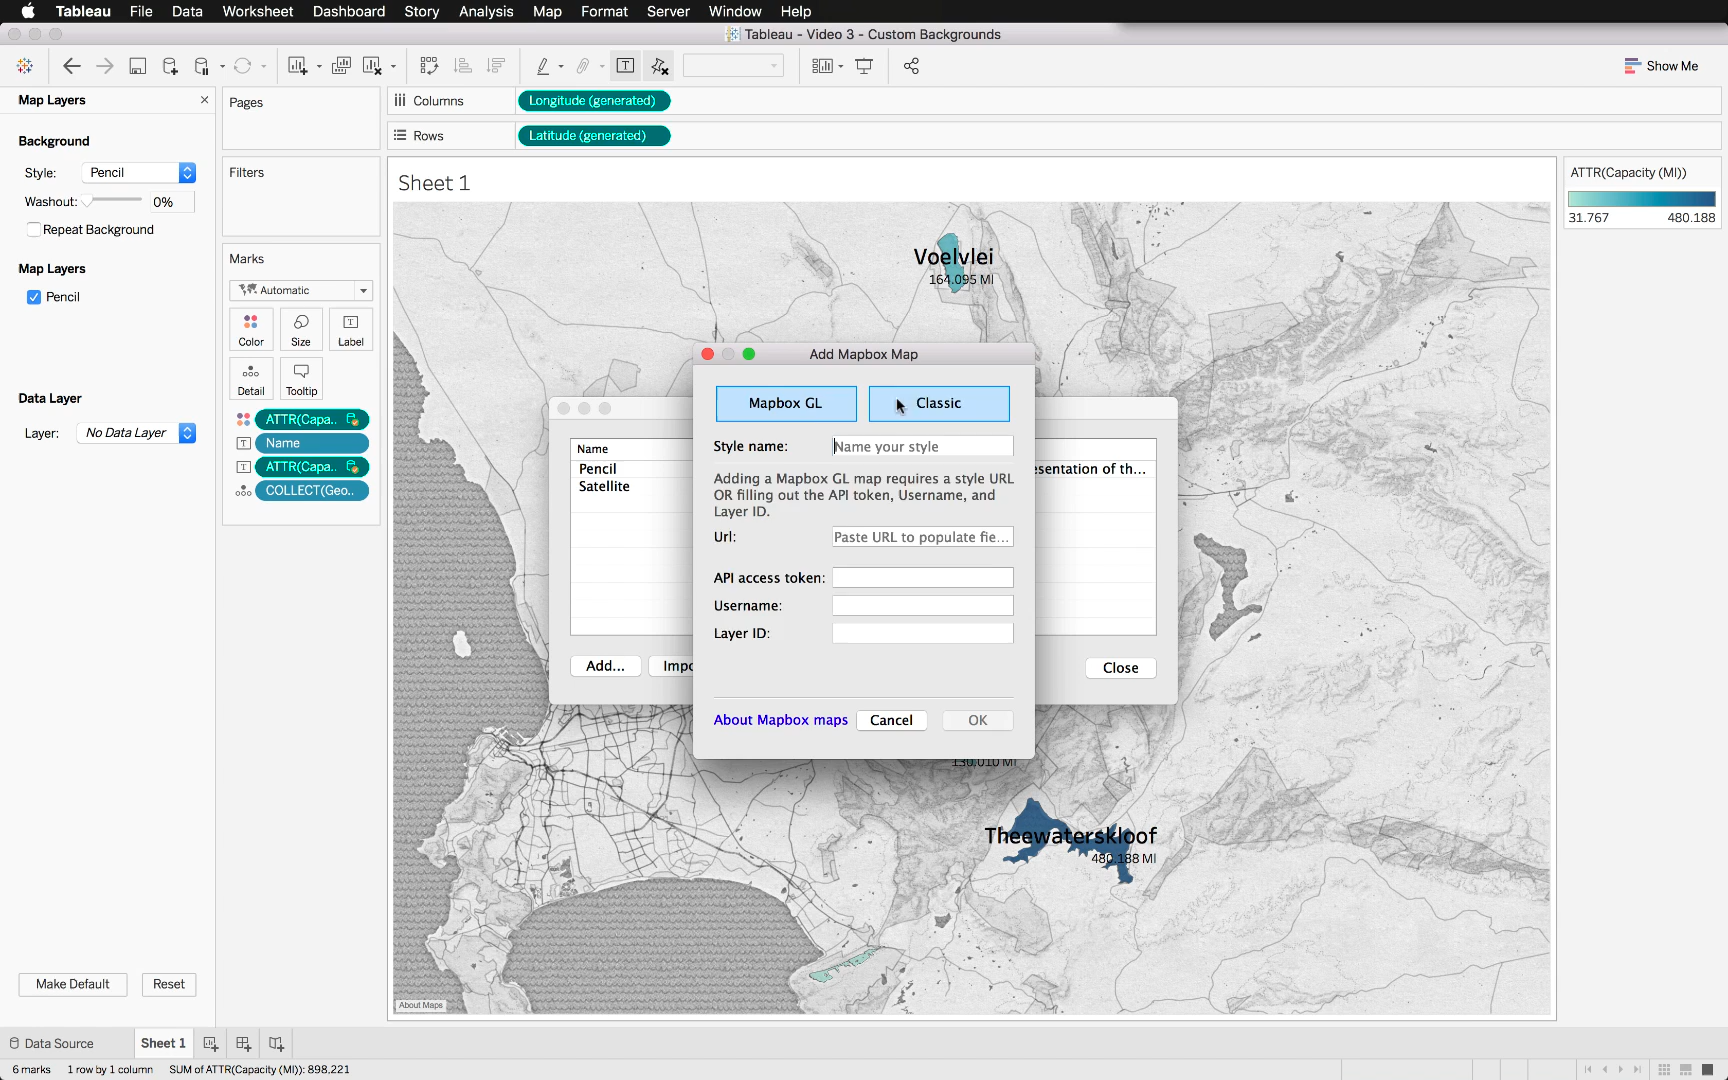 Tableau File Data Worksheet Dashboard Story Analysis Map Format Server Window Help
Tableau - Video 3 - Custom Backgrounds
Show Me
Map Layers
Background
Style: Pencil
Washout: 0%
Repeat Background
Map Layers
Pencil
Data Layer
Layer: No Data Layer
Make Default Reset
Pages
Filters
Marks
Automatic
Color Size Label
Detail Tooltip
ATTR(Capa..
Name
ATTR(Capa..
COLLECT(Geo..
Columns Longitude (generated)
Rows Latitude (generated)
Sheet 1
Voelvlei
164.095 Ml
Add Mapbox Map
Mapbox GL Classic
Style name: Name your style
Adding a Mapbox GL map requires a style URL
OR filling out the API token, Username, and
Layer ID.
Url: Paste URL to populate fie...
API access token:
Username:
Layer ID:
About Mapbox maps Cancel OK
Name
Pencil esentation of th...
Satellite
Add... Impo Close
130.010 Ml
Theewaterskloof
480.188 Ml
About Maps
ATTR(Capacity (Ml))
31.767 480.188
Data Source Sheet 1
6 marks 1 row by 1 column SUM of ATTR(Capacity (Ml)): 898,221